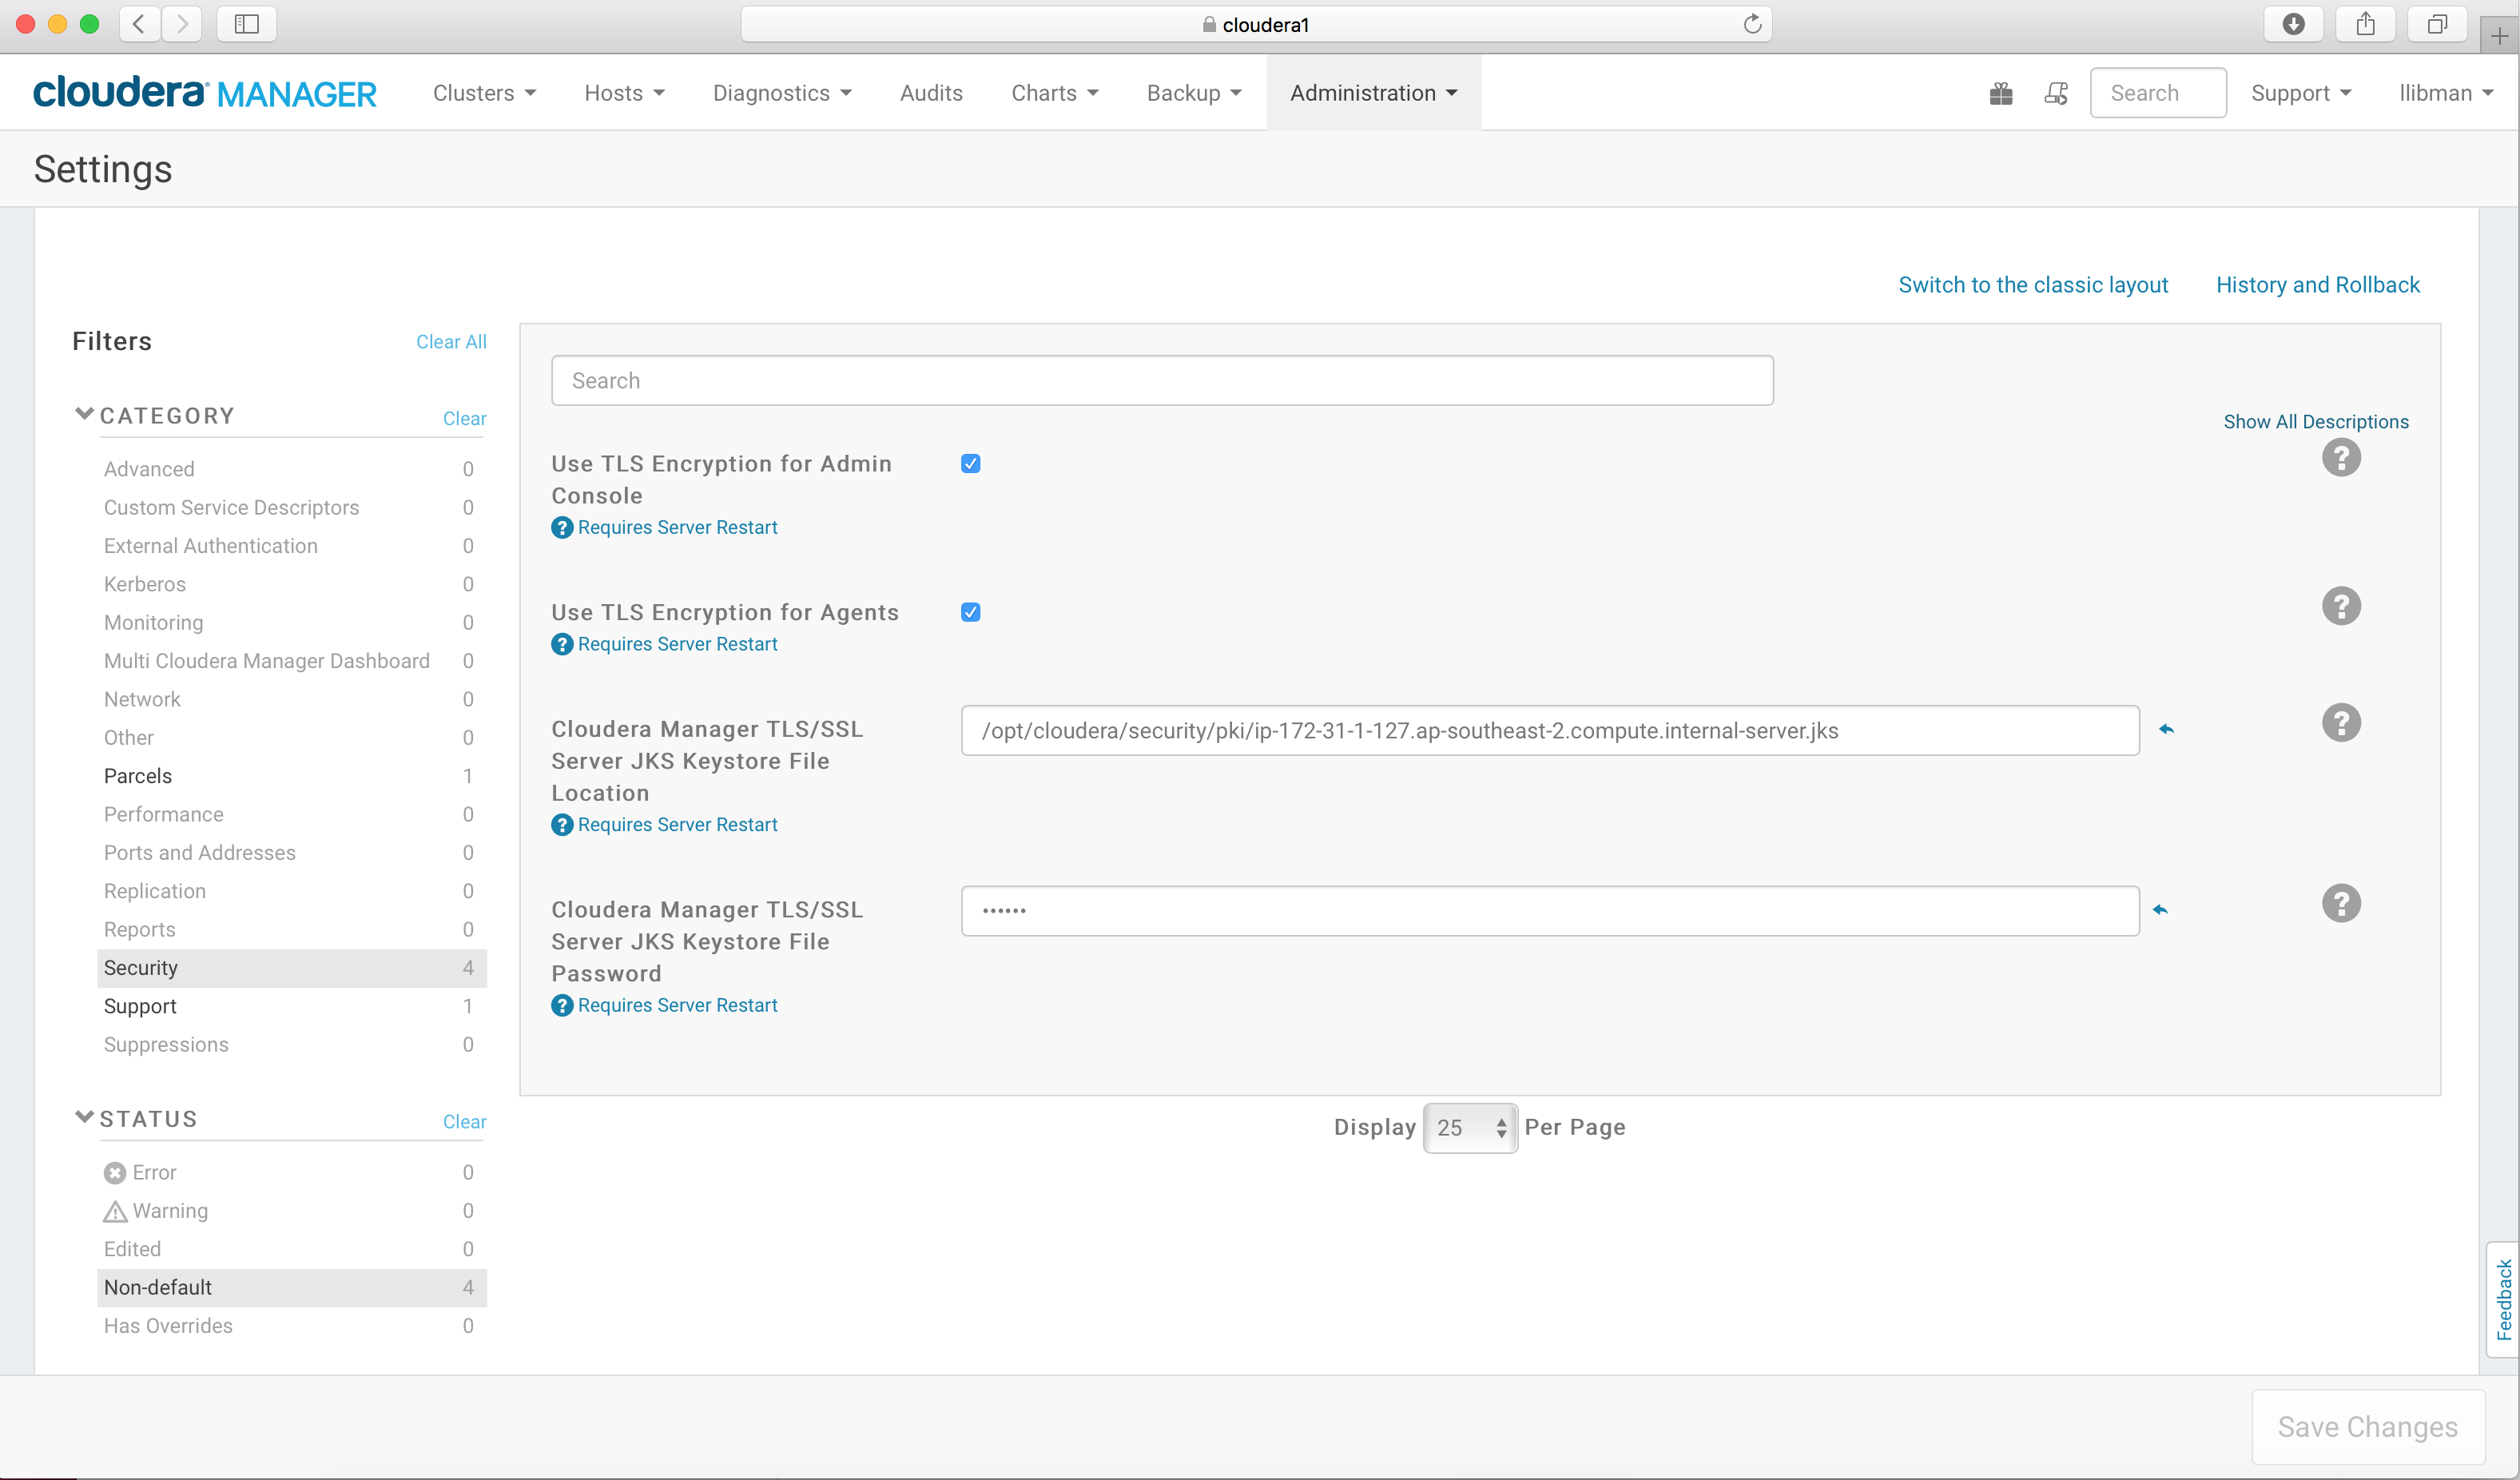 cloudera1
cloudera MANAGER Clusters Hosts Diagnostics Audits Charts Backup Administration Search Support llibman
Settings
Switch to the classic layout History and Rollback
Filters Clear All
Search
CATEGORY Clear
Advanced 0
Custom Service Descriptors 0
External Authentication 0
Kerberos 0
Monitoring 0
Multi Cloudera Manager Dashboard 0
Network 0
Other 0
Parcels 1
Performance 0
Ports and Addresses 0
Replication 0
Reports 0
Security 4
Support 1
Suppressions 0
STATUS Clear
Error 0
Warning 0
Edited 0
Non-default 4
Has Overrides 0
Show All Descriptions
Use TLS Encryption for Admin
Console
? Requires Server Restart
?
Use TLS Encryption for Agents
? Requires Server Restart
?
Cloudera Manager TLS/SSL
Server JKS Keystore File
Location
? Requires Server Restart
/opt/cloudera/security/pki/ip-172-31-1-127.ap-southeast-2.compute.internal-server.jks
?
Cloudera Manager TLS/SSL
Server JKS Keystore File
Password
? Requires Server Restart
••••••
?
Display 25 Per Page
Feedback
Save Changes